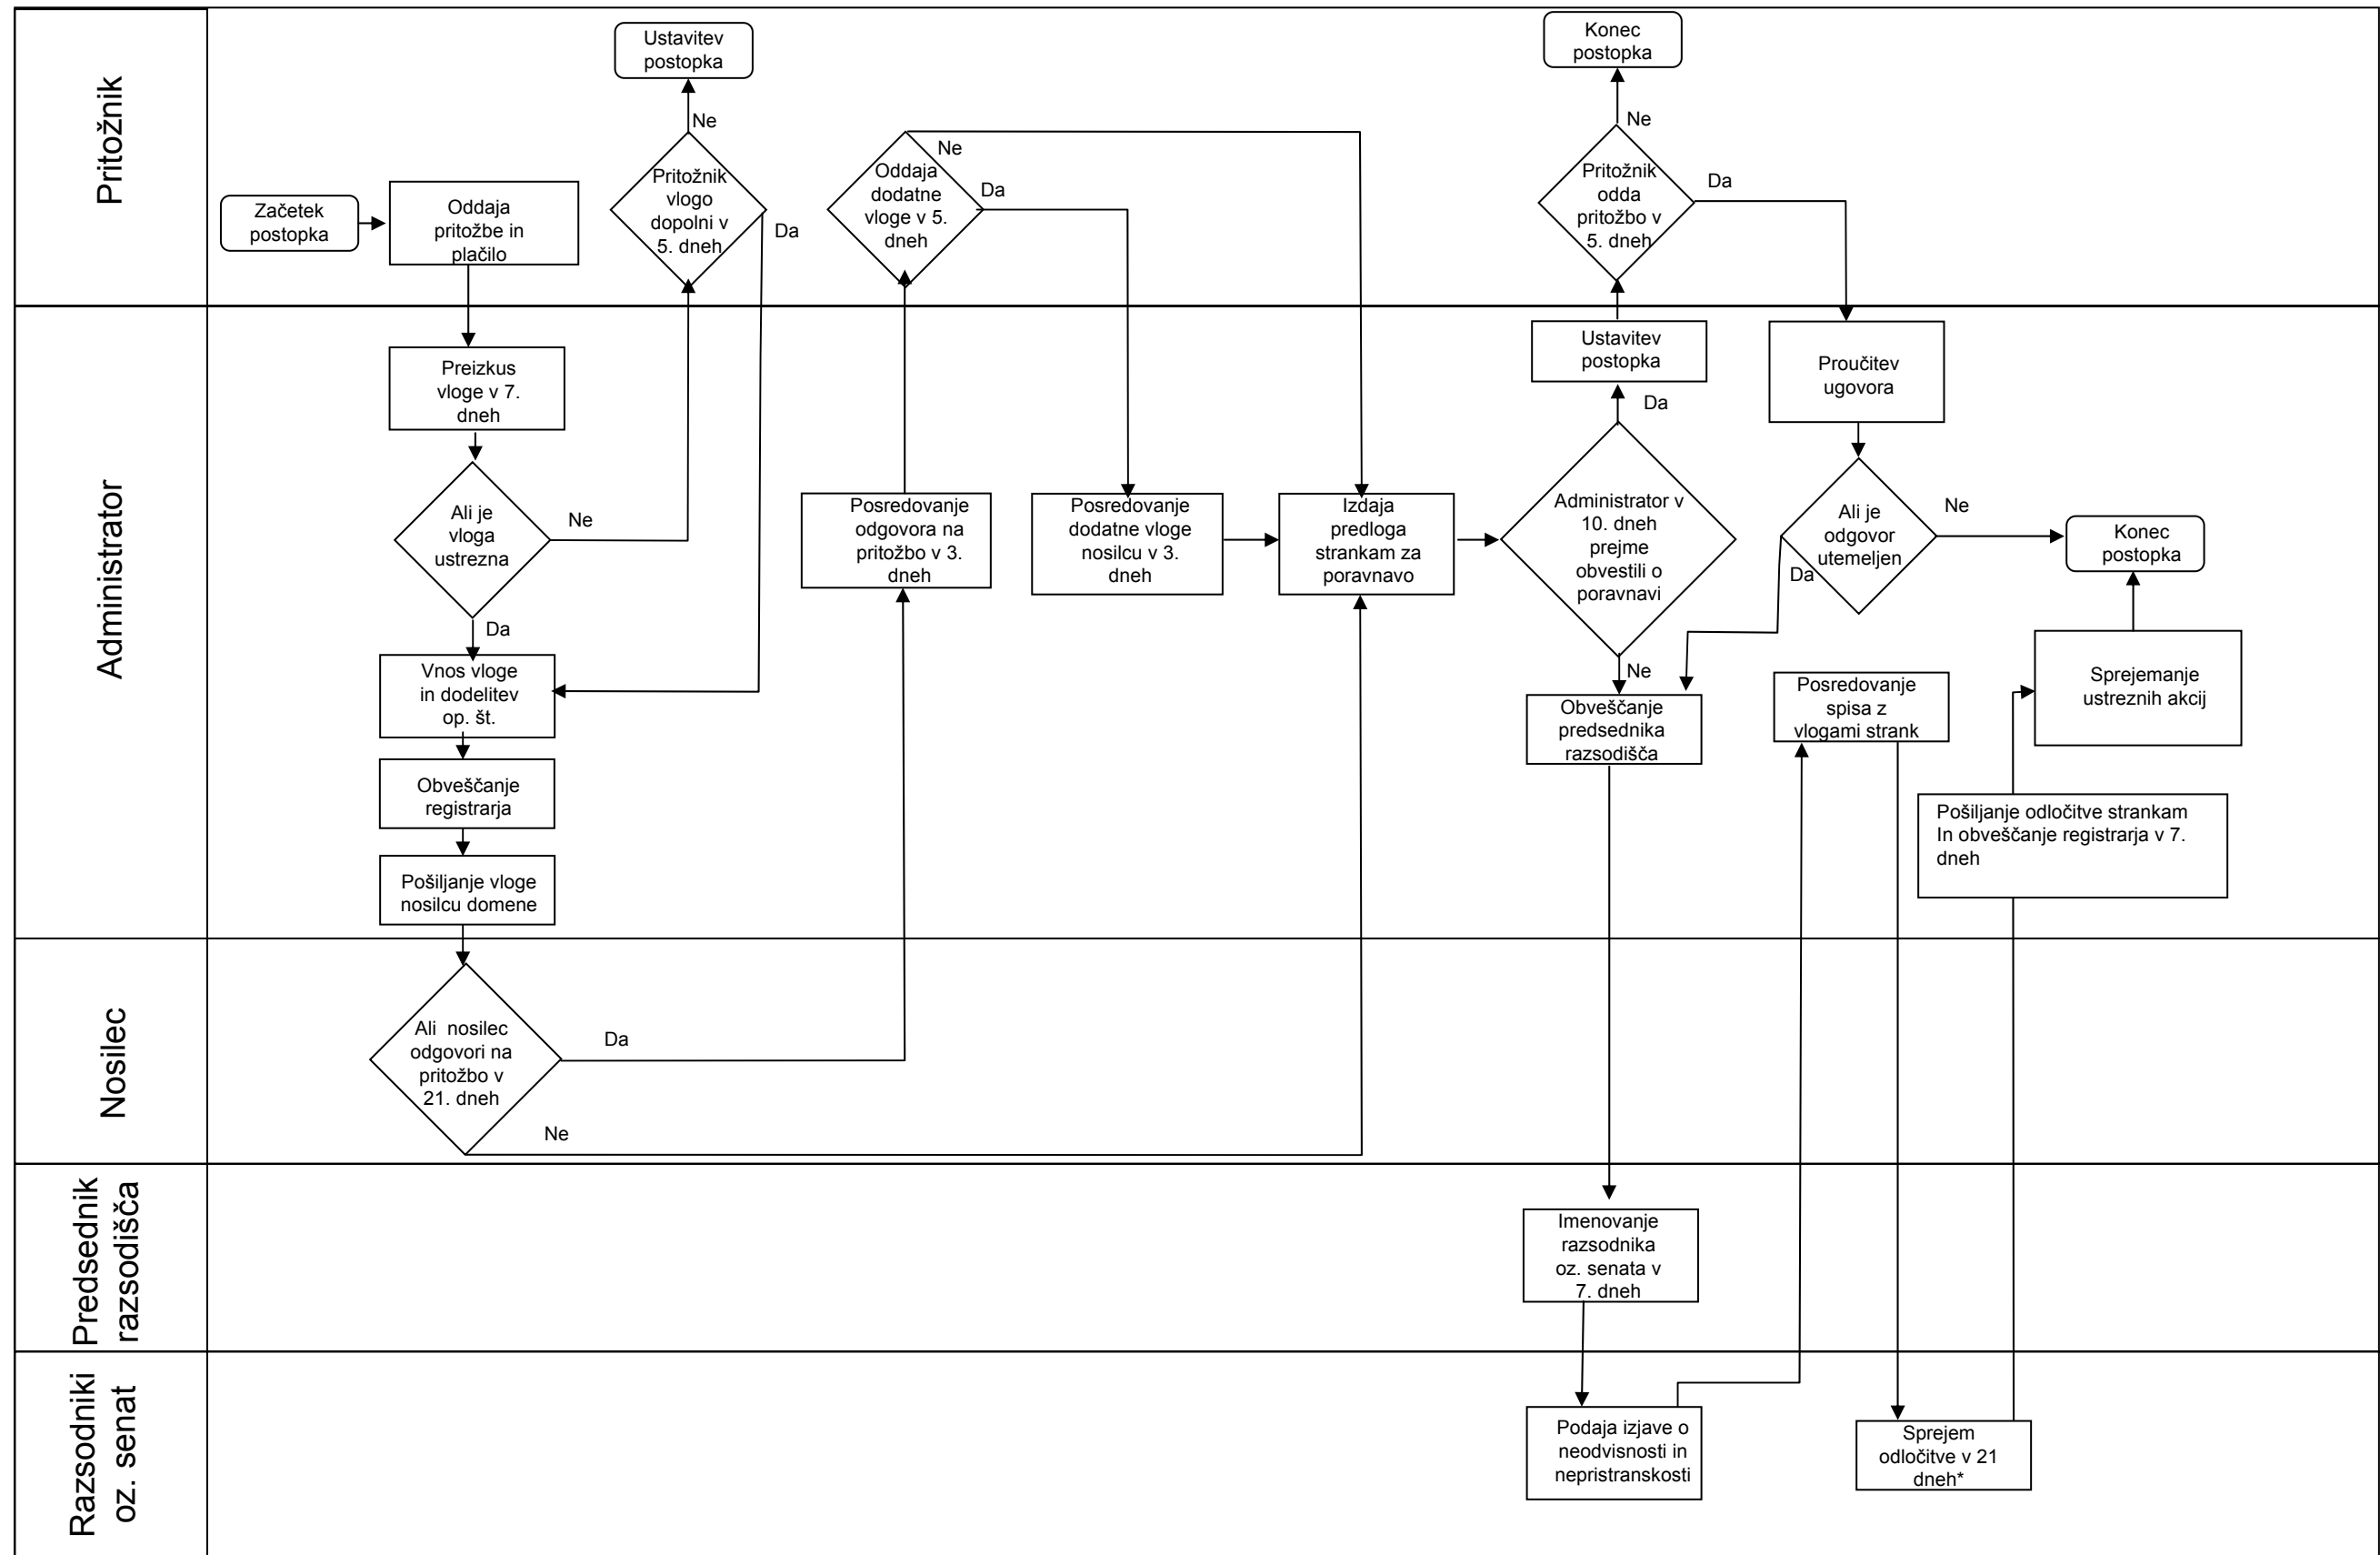 Pritožnik
Začetek
postopka
Oddaja
pritožbe in
plačilo
Ustavitev
postopka
Ne
Pritožnik
vlogo
dopolni v
5. dneh
Da
Oddaja
dodatne
vloge v 5.
dneh
Ne
Da
Konec
postopka
Ne
Pritožnik
odda
pritožbo v
5. dneh
Da
Administrator
Preizkus
vloge v 7.
dneh
Ali je
vloga
ustrezna
Ne
Da
Vnos vloge
in dodelitev
op. št.
Obveščanje
registrarja
Pošiljanje vloge
nosilcu domene
Posredovanje
odgovora na
pritožbo v 3.
dneh
Posredovanje
dodatne vloge
nosilcu v 3.
dneh
Izdaja
predloga
strankam za
poravnavo
Ustavitev
postopka
Da
Administrator v
10. dneh
prejme
obvestili o
poravnavi
Ne
Obveščanje
predsednika
razsodišča
Proučitev
ugovora
Ali je
odgovor
utemeljen
Ne
Da
Konec
postopka
Sprejemanje
ustreznih akcij
Posredovanje
spisa z
vlogami strank
Pošiljanje odločitve strankam
In obveščanje registrarja v 7.
dneh
Nosilec
Ali nosilec
odgovori na
pritožbo v
21. dneh
Da
Ne
Predsednik
razsodišča
Imenovanje
razsodnika
oz. senata v
7. dneh
Razsodniki
oz. senat
Podaja izjave o
neodvisnosti in
nepristranskosti
Sprejem
odločitve v 21
dneh*